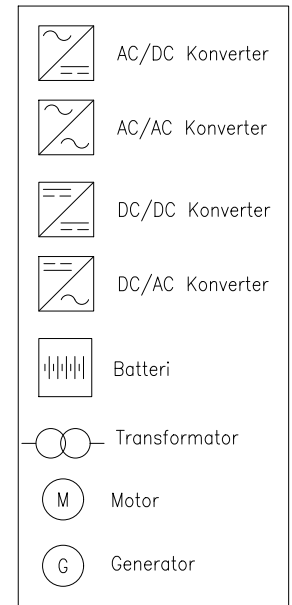 AC/DC Konverter
AC/AC Konverter
DC/DC Konverter
DC/AC Konverter
Batteri
Transformator
M Motor
G Generator